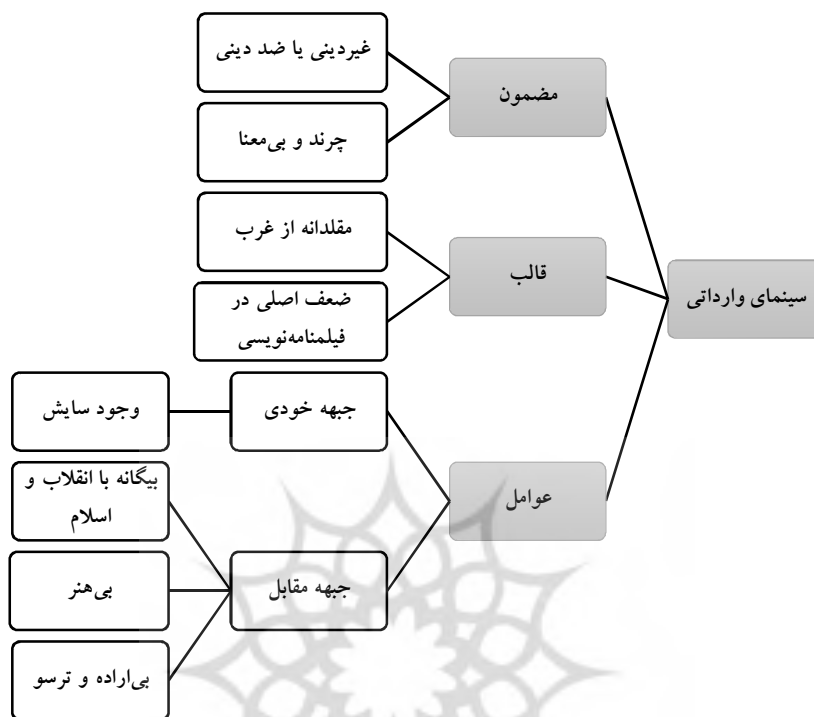 سینمای وارداتی
مضمون
غیردینی یا ضد دینی
چرند و بی‌معنا
قالب
مقلدانه از غرب
ضعف اصلی در
فیلمنامه‌نویسی
عوامل
جبهه خودی
وجود سایش
جبهه مقابل
بیگانه با انقلاب و
اسلام
بی‌هنر
بی‌اراده و ترسو